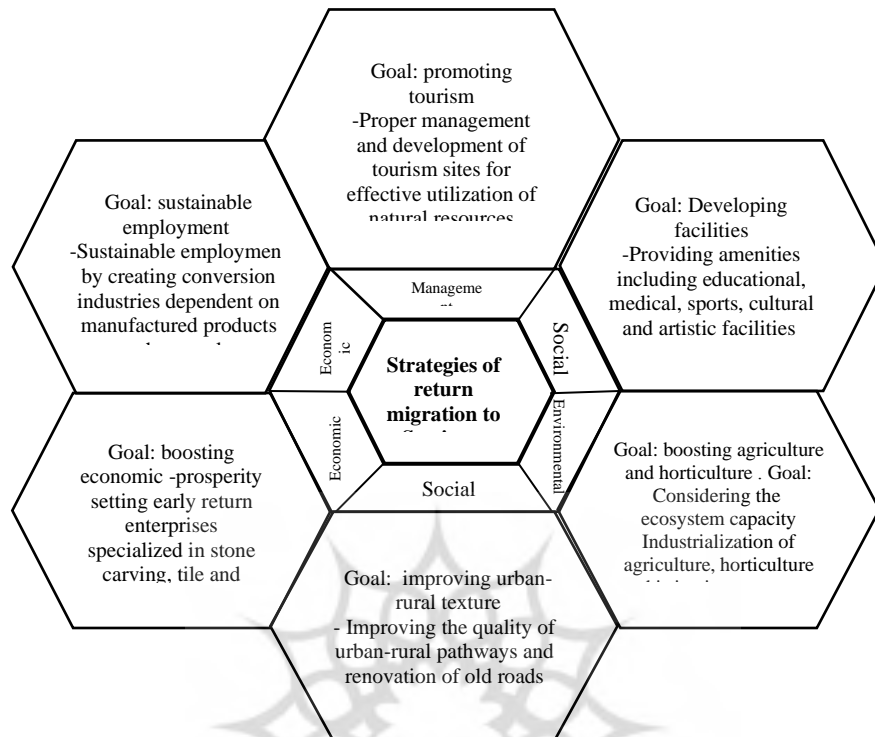 Goal: promoting
tourism
-Proper management
and development of
tourism sites for
effective utilization of
natural resources
Goal: sustainable
employment
-Sustainable employmen
by creating conversion
industries dependent on
manufactured products
Goal: Developing
facilities
-Providing amenities
including educational,
medical, sports, cultural
and artistic facilities
Manageme
Econom
ic
Social
Strategies of
return
migration to
Economic
Environmental
Social
Goal: boosting
economic -prosperity
setting early return
enterprises
specialized in stone
carving, tile and
Goal: boosting agriculture
and horticulture . Goal:
Considering the
ecosystem capacity
Industrialization of
agriculture, horticulture
Goal: improving urban-
rural texture
- Improving the quality of
urban-rural pathways and
renovation of old roads